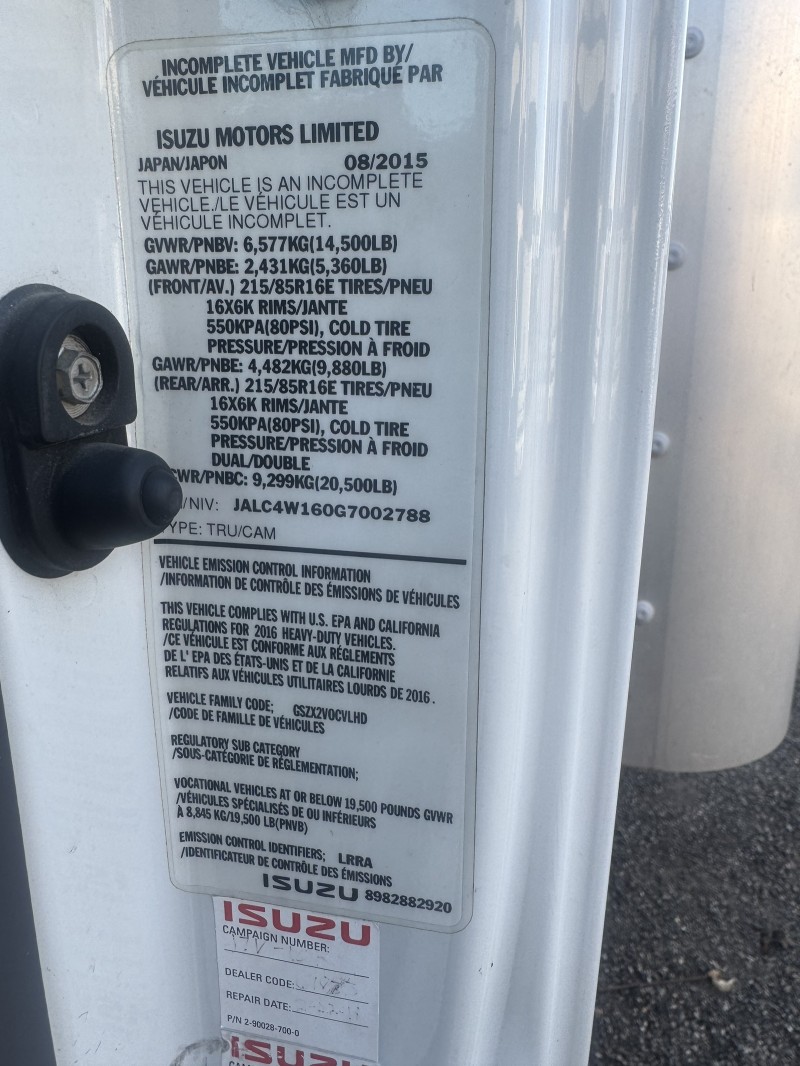 INCOMPLETE VEHICLE MFD BY/
VÉHICULE INCOMPLET FABRIQUÉ PAR
ISUZU MOTORS LIMITED
JAPAN/JAPON 08/2015
THIS VEHICLE IS AN INCOMPLETE
VEHICLE./LE VÉHICULE EST UN
VÉHICULE INCOMPLET.
GVWR/PNBV: 6,577KG(14,500LB)
GAWR/PNBE: 2,431KG(5,360LB)
(FRONT/AV.) 215/85R16E TIRES/PNEU
16X6K RIMS/JANTE
550KPA(80PSI), COLD TIRE
PRESSURE/PRESSION À FROID
GAWR/PNBE: 4,482KG(9,880LB)
(REAR/ARR.) 215/85R16E TIRES/PNEU
16X6K RIMS/JANTE
550KPA(80PSI), COLD TIRE
PRESSURE/PRESSION À FROID
DUAL/DOUBLE
CWR/PNBC: 9,299KG(20,500LB)
/NIV: JALC4W160G7002788
YPE: TRU/CAM
VEHICLE EMISSION CONTROL INFORMATION
/INFORMATION DE CONTRÔLE DES ÉMISSIONS DE VÉHICULES
THIS VEHICLE COMPLIES WITH U.S. EPA AND CALIFORNIA
REGULATIONS FOR 2016 HEAVY-DUTY VEHICLES.
/CE VÉHICULE EST CONFORME AUX RÉGLEMENTS
DE L' EPA DES ÉTATS-UNIS ET DE LA CALIFORNIE
RELATIFS AUX VÉHICULES UTILITAIRES LOURDS DE 2016.
VEHICLE FAMILY CODE; GSZX2VOCVLHD
/CODE DE FAMILLE DE VÉHICULES
REGULATORY SUB CATEGORY
/SOUS-CATÉGORIE DE RÉGLEMENTATION;
VOCATIONAL VEHICLES AT OR BELOW 19,500 POUNDS GVWR
/VÉHICULES SPÉCIALISÉS DE OU INFÉRIEURS
À 8,845 KG/19,500 LB(PNVB)
EMISSION CONTROL IDENTIFIERS; LRRA
/IDENTIFICATEUR DE CONTRÔLE DES ÉMISSIONS
ISUZU 8982882920
ISUZU
CAMPAIGN NUMBER:
DEALER CODE:
REPAIR DATE:
P/N 2-90028-700-0
ISUZU